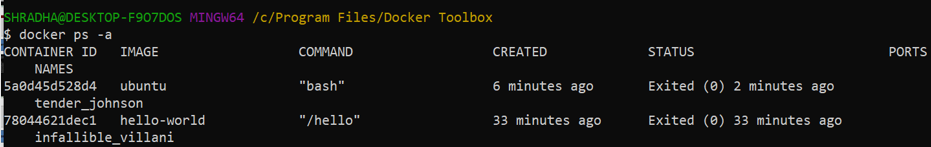 SHRADHA@DESKTOP-F9O7DOS MINGW64 /c/Program Files/Docker Toolbox
$ docker ps -a
CONTAINER ID IMAGE COMMAND CREATED STATUS PORTS
NAMES
5a0d45d528d4 ubuntu "bash" 6 minutes ago Exited (0) 2 minutes ago
tender_johnson
78044621dec1 hello-world "/hello" 33 minutes ago Exited (0) 33 minutes ago
infallible_villani